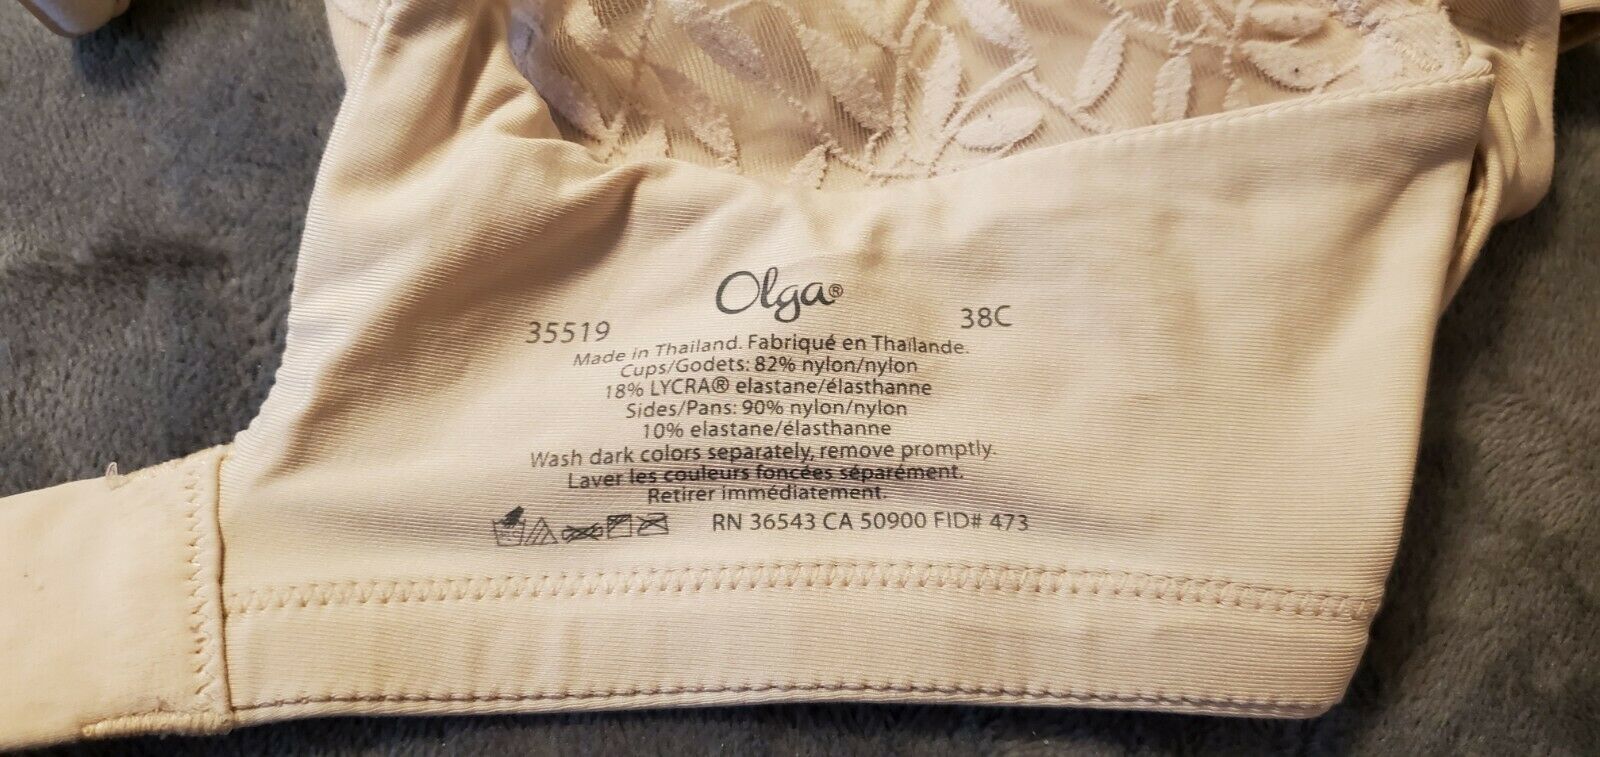 Olga®
35519 38C
Made in Thailand. Fabriqué en Thaïlande.
Cups/Godets: 82% nylon/nylon
18% LYCRA® elastane/élasthanne
Sides/Pans: 90% nylon/nylon
10% elastane/élasthanne
Wash dark colors separately, remove promptly.
Laver les couleurs foncées séparément.
Retirer immédiatement.
RN 36543 CA 50900 FID# 473